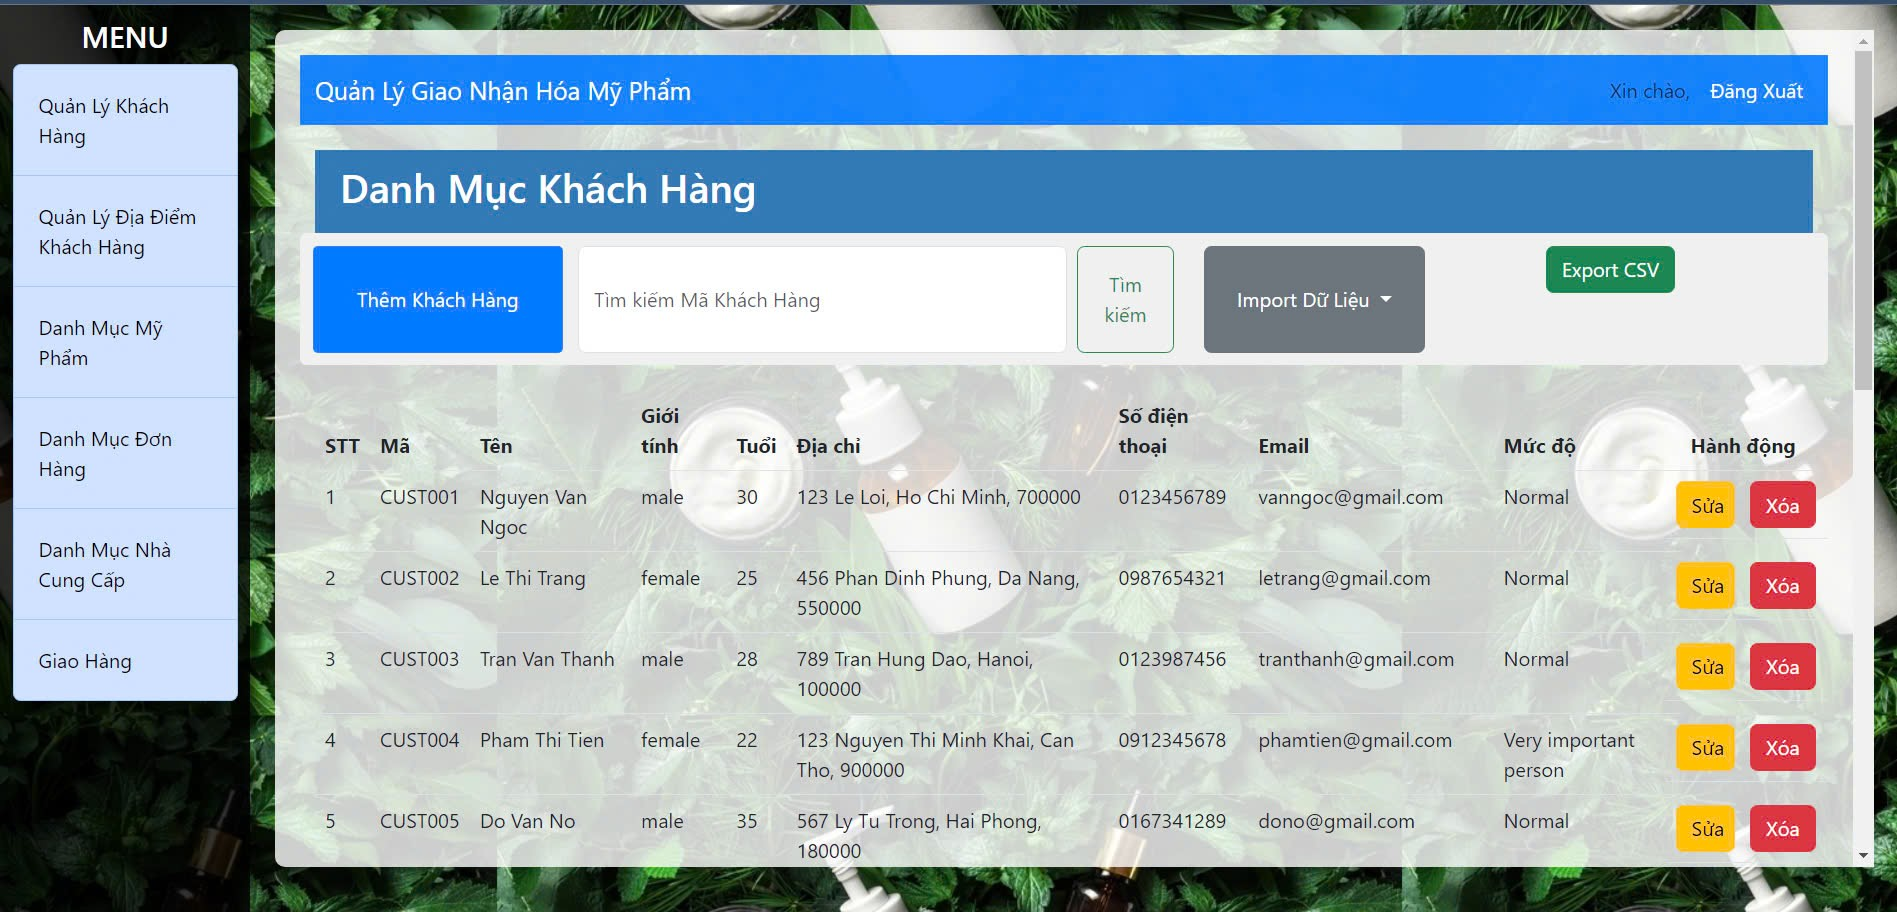 MENU
Quản Lý Khách
Hàng
Quản Lý Địa Điểm
Khách Hàng
Danh Mục Mỹ
Phẩm
Danh Mục Đơn
Hàng
Danh Mục Nhà
Cung Cấp
Giao Hàng
Quản Lý Giao Nhận Hóa Mỹ Phẩm Xin chào, Đăng Xuất
Danh Mục Khách Hàng
Thêm Khách Hàng Tìm kiếm Mã Khách Hàng Tìm kiếm Import Dữ Liệu Export CSV
STT Mã Tên Giới tính Tuổi Địa chỉ Số điện thoại Email Mức độ Hành động
1 CUST001 Nguyen Van Ngoc male 30 123 Le Loi, Ho Chi Minh, 700000 0123456789 vanngoc@gmail.com Normal Sửa Xóa
2 CUST002 Le Thi Trang female 25 456 Phan Dinh Phung, Da Nang, 550000 0987654321 letrang@gmail.com Normal Sửa Xóa
3 CUST003 Tran Van Thanh male 28 789 Tran Hung Dao, Hanoi, 100000 0123987456 tranthanh@gmail.com Normal Sửa Xóa
4 CUST004 Pham Thi Tien female 22 123 Nguyen Thi Minh Khai, Can Tho, 900000 0912345678 phamtien@gmail.com Very important person Sửa Xóa
5 CUST005 Do Van No male 35 567 Ly Tu Trong, Hai Phong, 180000 0167341289 dono@gmail.com Normal Sửa Xóa